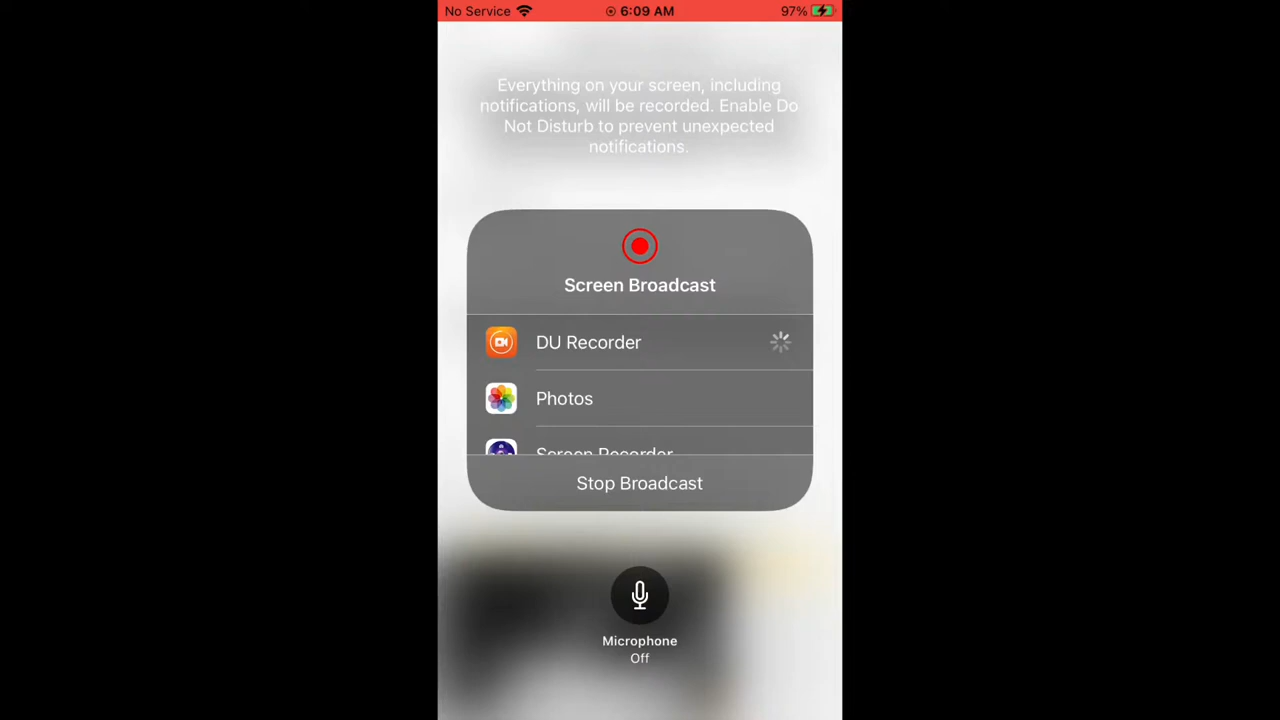 No Service 6:09 AM 97%
Everything on your screen, including
notifications, will be recorded. Enable Do
Not Disturb to prevent unexpected
notifications.
Screen Broadcast
DU Recorder
Photos
Screen Recorder
Stop Broadcast
Microphone
Off